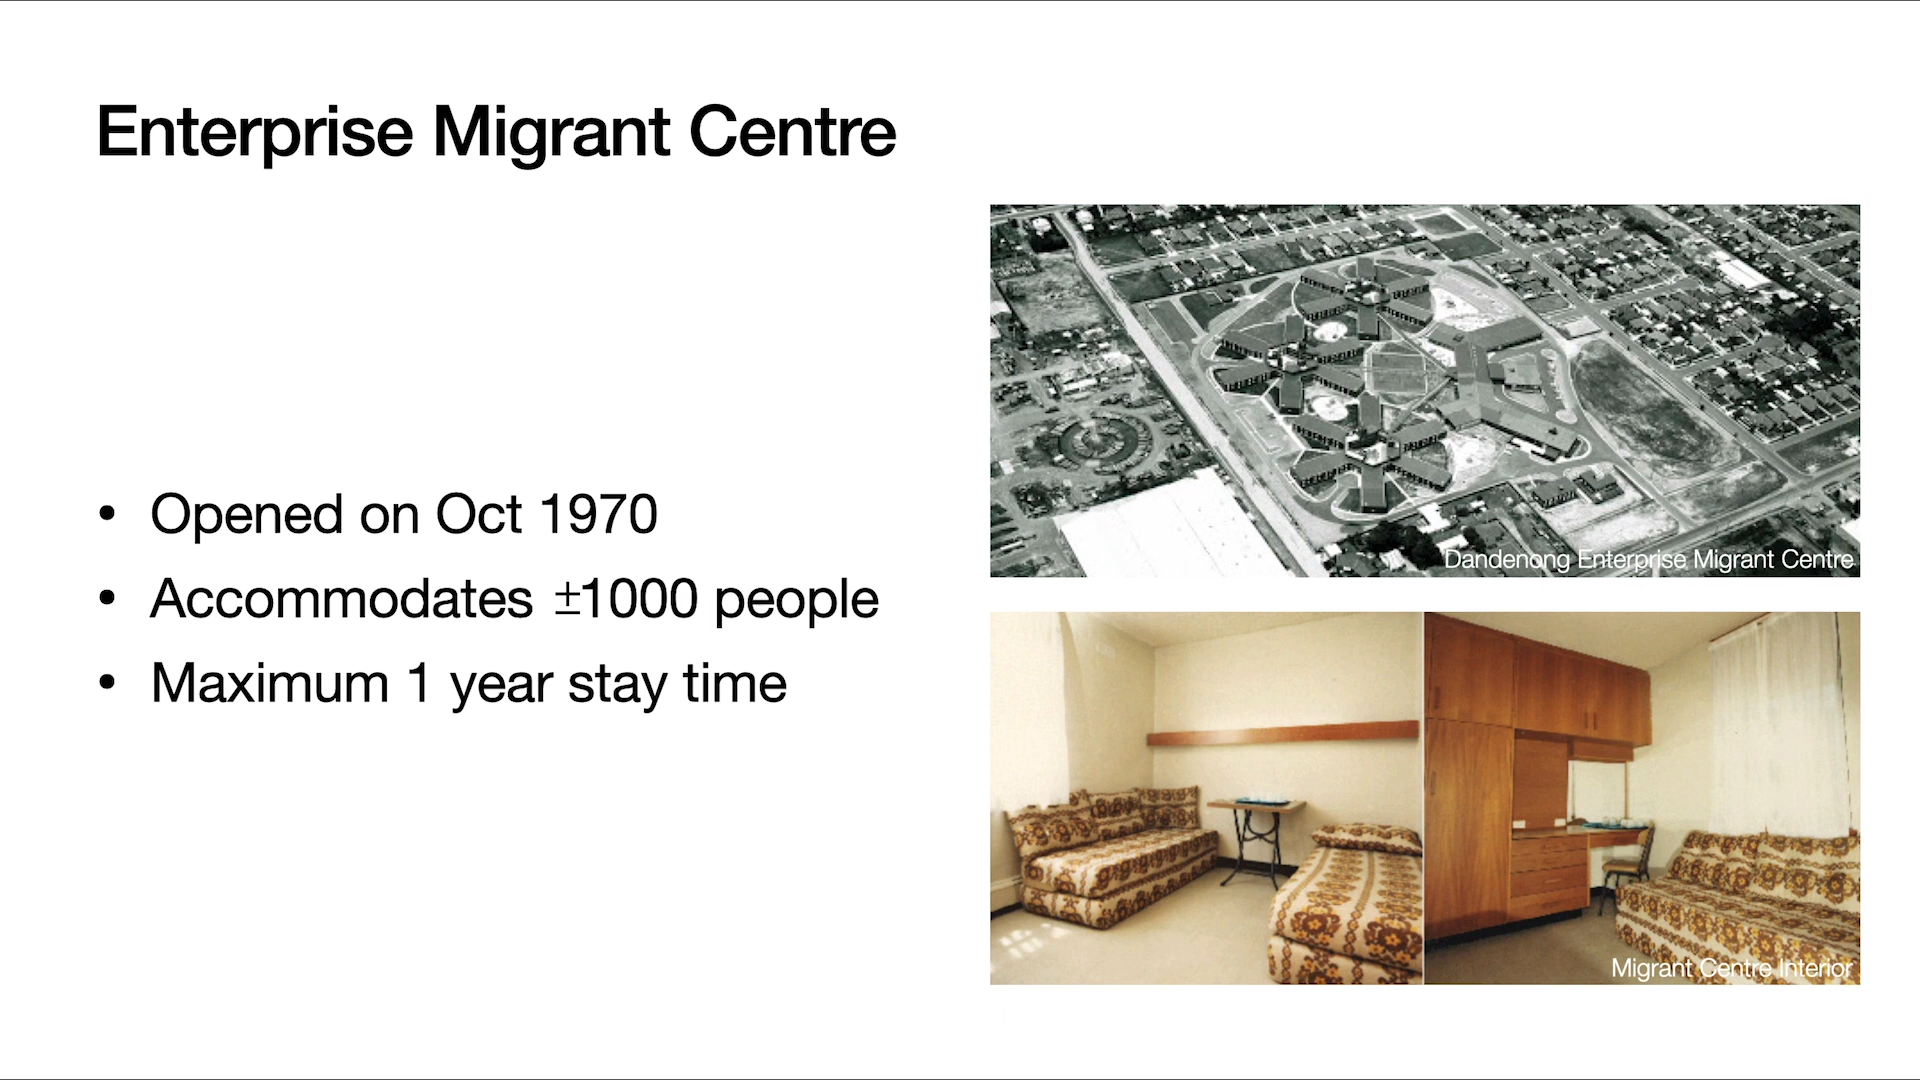 Enterprise Migrant Centre
• Opened on Oct 1970
• Accommodates ±1000 people
• Maximum 1 year stay time
Dandenong Enterprise Migrant Centre
Migrant Centre Interior